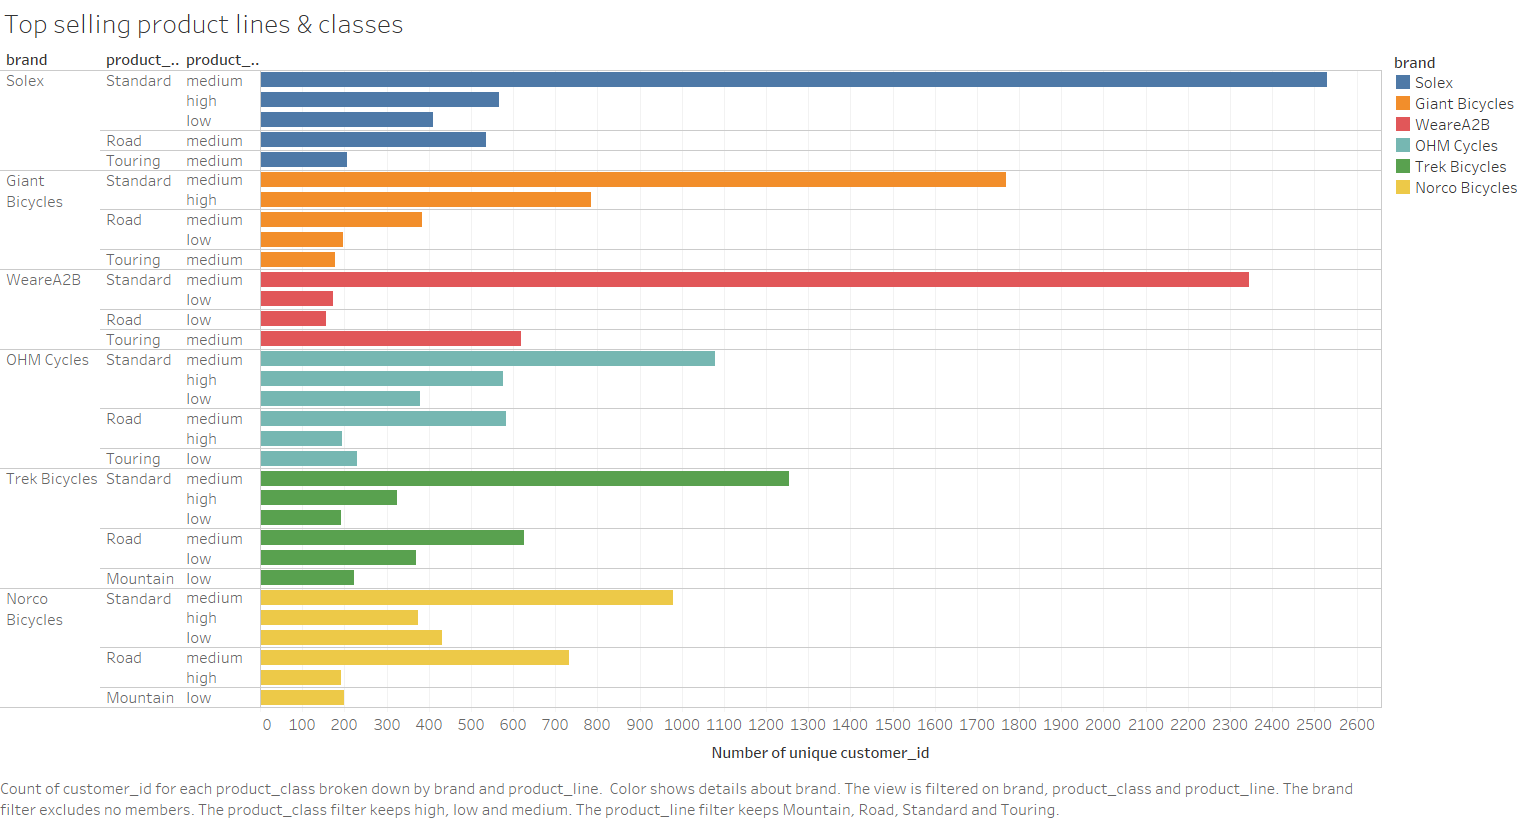 Top selling product lines & classes
brand product_.. product_..
Solex Standard medium
high
low
Road medium
Touring medium
Giant Bicycles Standard medium
high
Road medium
low
Touring medium
WeareA2B Standard medium
low
Road low
Touring medium
OHM Cycles Standard medium
high
low
Road medium
high
Touring low
Trek Bicycles Standard medium
high
low
Road medium
low
Mountain low
Norco Bicycles Standard medium
high
low
Road medium
high
Mountain low
0 100 200 300 400 500 600 700 800 900 1000 1100 1200 1300 1400 1500 1600 1700 1800 1900 2000 2100 2200 2300 2400 2500 2600
Number of unique customer_id
brand
Solex
Giant Bicycles
WeareA2B
OHM Cycles
Trek Bicycles
Norco Bicycles
Count of customer_id for each product_class broken down by brand and product_line. Color shows details about brand. The view is filtered on brand, product_class and product_line. The brand
filter excludes no members. The product_class filter keeps high, low and medium. The product_line filter keeps Mountain, Road, Standard and Touring.